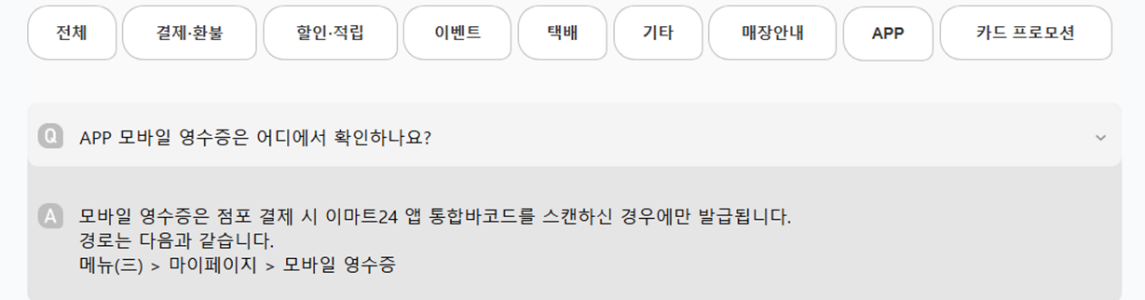 전체 결제·환불 할인·적립 이벤트 택배 기타 매장안내 APP 카드 프로모션
Q APP 모바일 영수증은 어디에서 확인하나요?
A 모바일 영수증은 점포 결제 시 이마트24 앱 통합바코드를 스캔하신 경우에만 발급됩니다.
경로는 다음과 같습니다.
메뉴(三) > 마이페이지 > 모바일 영수증